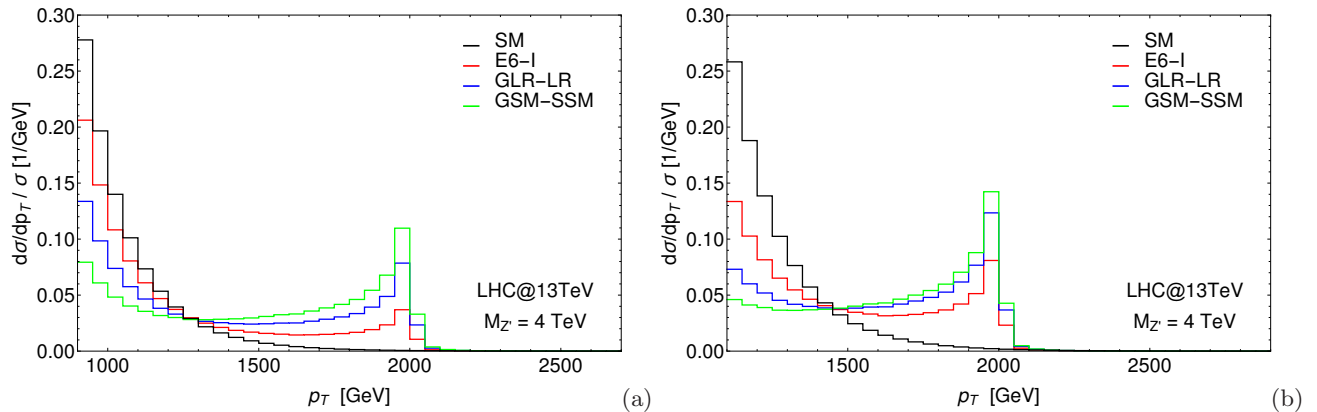 0.30
0.25
0.20
0.15
0.10
0.05
0.00
dσ/dp_T / σ [1/GeV]
SM
E6−I
GLR−LR
GSM−SSM
LHC@13TeV
M_Z' = 4 TeV
1000 1500 2000 2500
p_T [GeV]
(a)
0.30
0.25
0.20
0.15
0.10
0.05
0.00
dσ/dp_T / σ [1/GeV]
SM
E6−I
GLR−LR
GSM−SSM
LHC@13TeV
M_Z' = 4 TeV
1500 2000 2500
p_T [GeV]
(b)